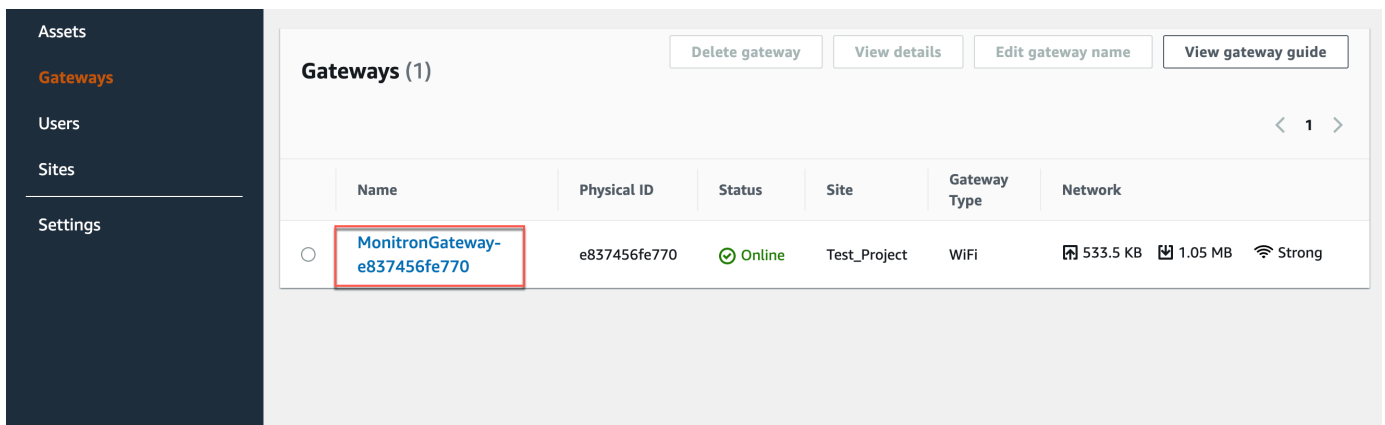 Assets
Gateways
Users
Sites
Settings
Gateways (1)
Delete gateway
View details
Edit gateway name
View gateway guide
1
Name
Physical ID
Status
Site
Gateway
Type
Network
MonitronGateway-
e837456fe770
e837456fe770
Online
Test_Project
WiFi
533.5 KB
1.05 MB
Strong